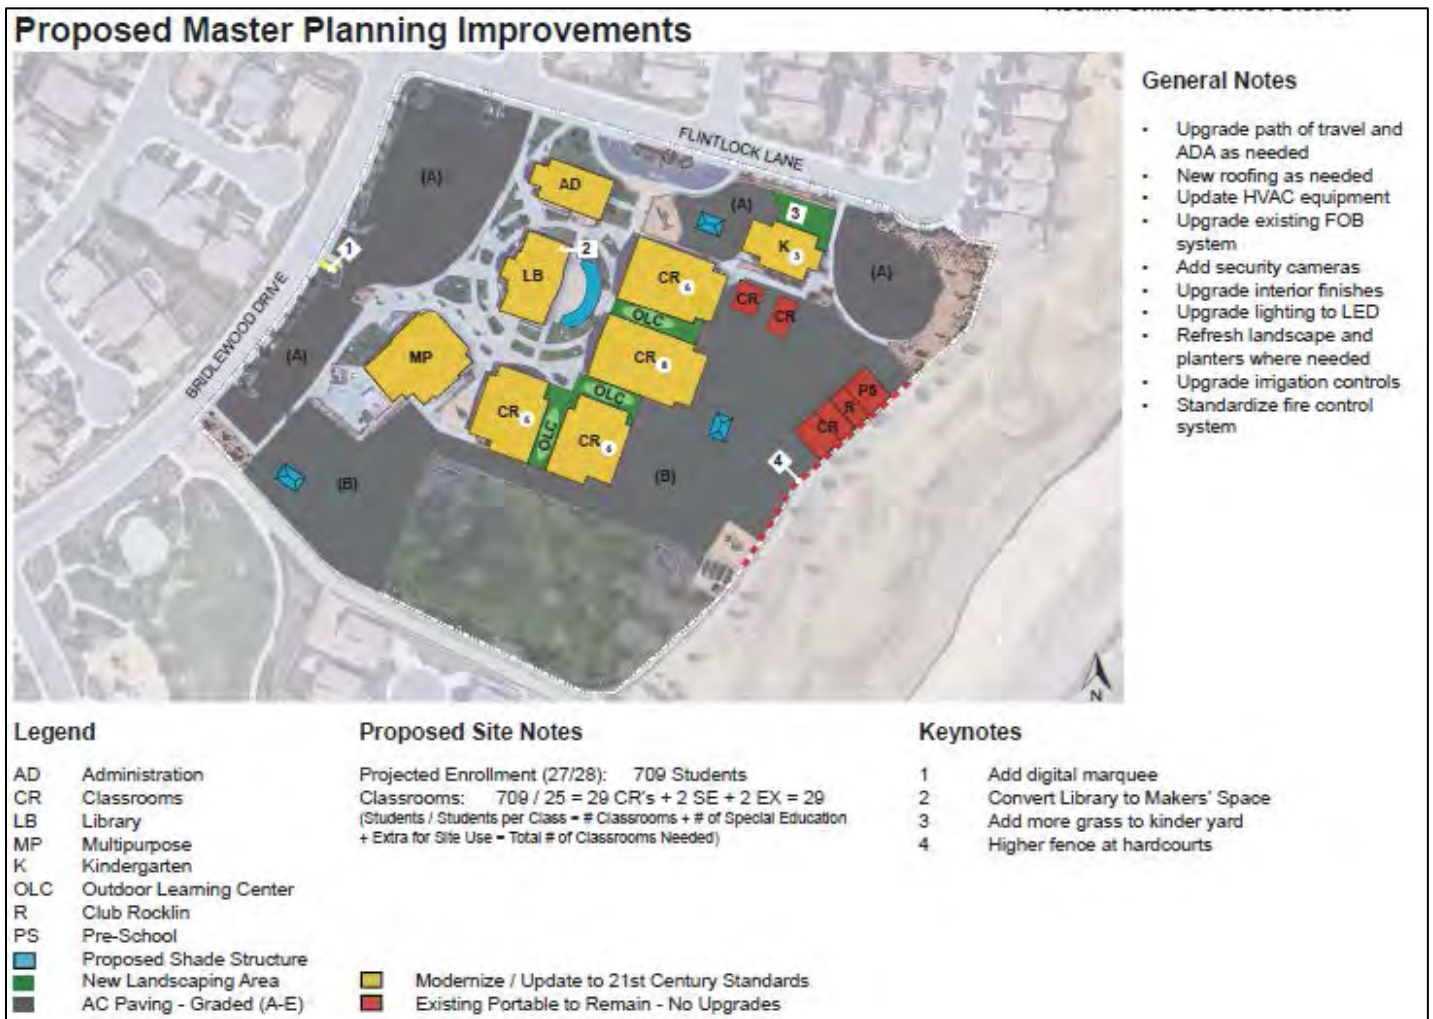 Proposed Master Planning Improvements
General Notes
• Upgrade path of travel and
ADA as needed
• New roofing as needed
• Update HVAC equipment
• Upgrade existing FOB
system
• Add security cameras
• Upgrade interior finishes
• Upgrade lighting to LED
• Refresh landscape and
planters where needed
• Upgrade irrigation controls
• Standardize fire control
system
FLINTLOCK LANE
BRIDLEWOOD DRIVE
(A)
AD
(A)
3
K
3
1
2
LB
CR
6
(A)
CR
CR
OLC
(A)
MP
CR
8
OLC
PS
R
CR
CR
6
OLC
CR
6
4
(B)
(B)
N
Legend
AD Administration
CR Classrooms
LB Library
MP Multipurpose
K Kindergarten
OLC Outdoor Learning Center
R Club Rocklin
PS Pre-School
Proposed Shade Structure
New Landscaping Area
AC Paving - Graded (A-E)
Modernize / Update to 21st Century Standards
Existing Portable to Remain - No Upgrades
Proposed Site Notes
Projected Enrollment (27/28): 709 Students
Classrooms: 709 / 25 = 29 CR's + 2 SE + 2 EX = 29
(Students / Students per Class = # Classrooms + # of Special Education
+ Extra for Site Use = Total # of Classrooms Needed)
Keynotes
1 Add digital marquee
2 Convert Library to Makers' Space
3 Add more grass to kinder yard
4 Higher fence at hardcourts